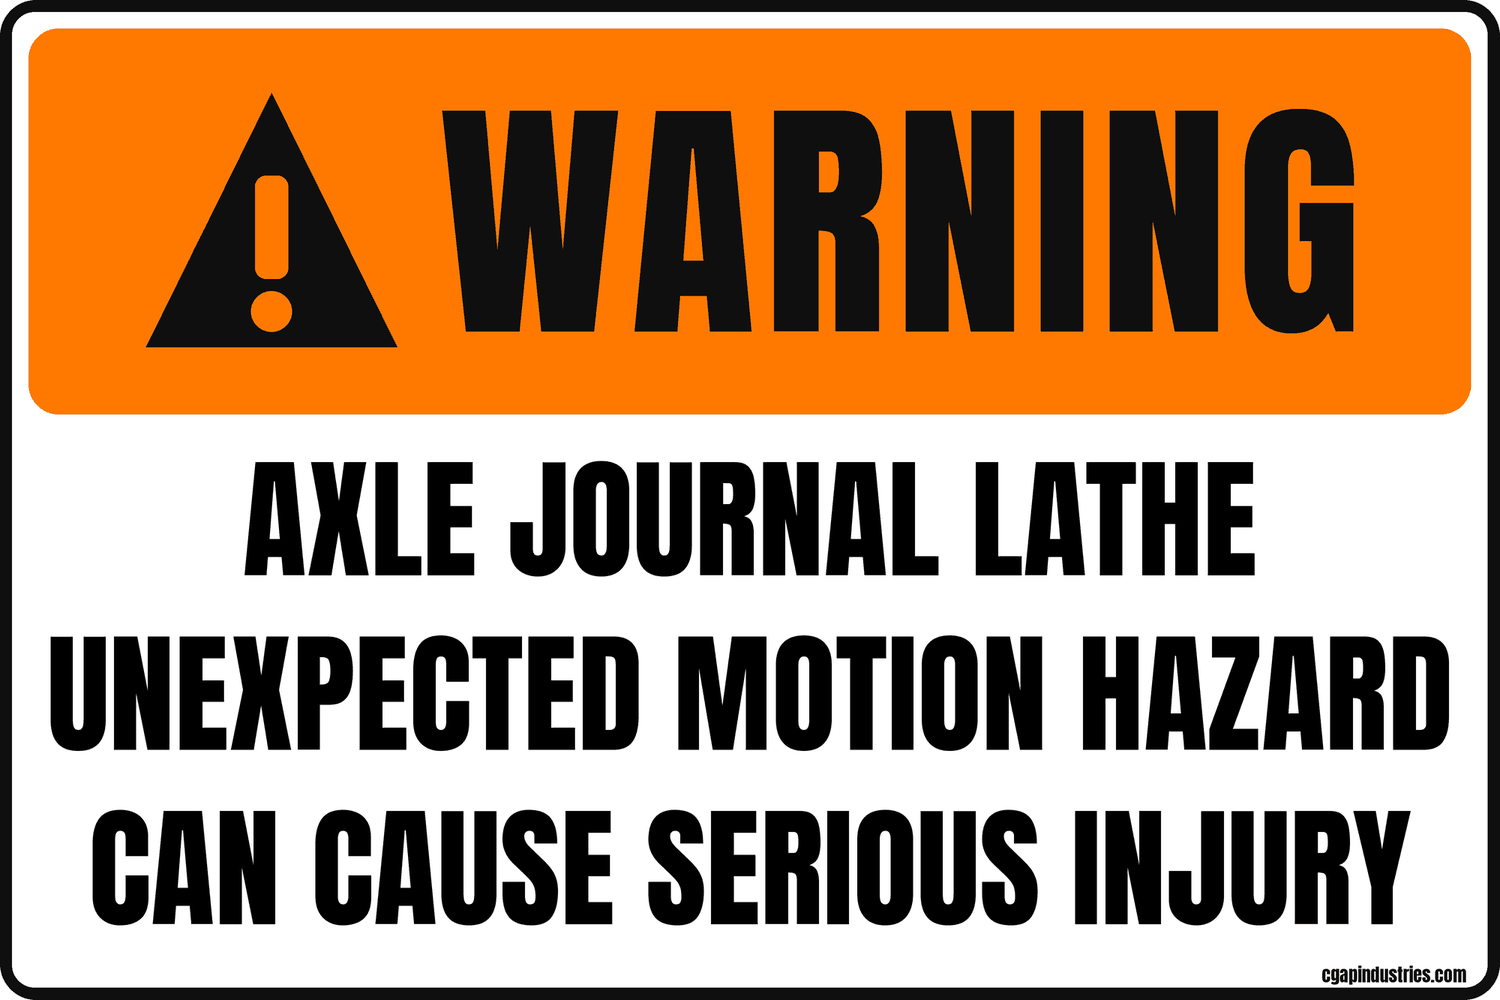 WARNING
AXLE JOURNAL LATHE
UNEXPECTED MOTION HAZARD
CAN CAUSE SERIOUS INJURY
cgapindustries.com